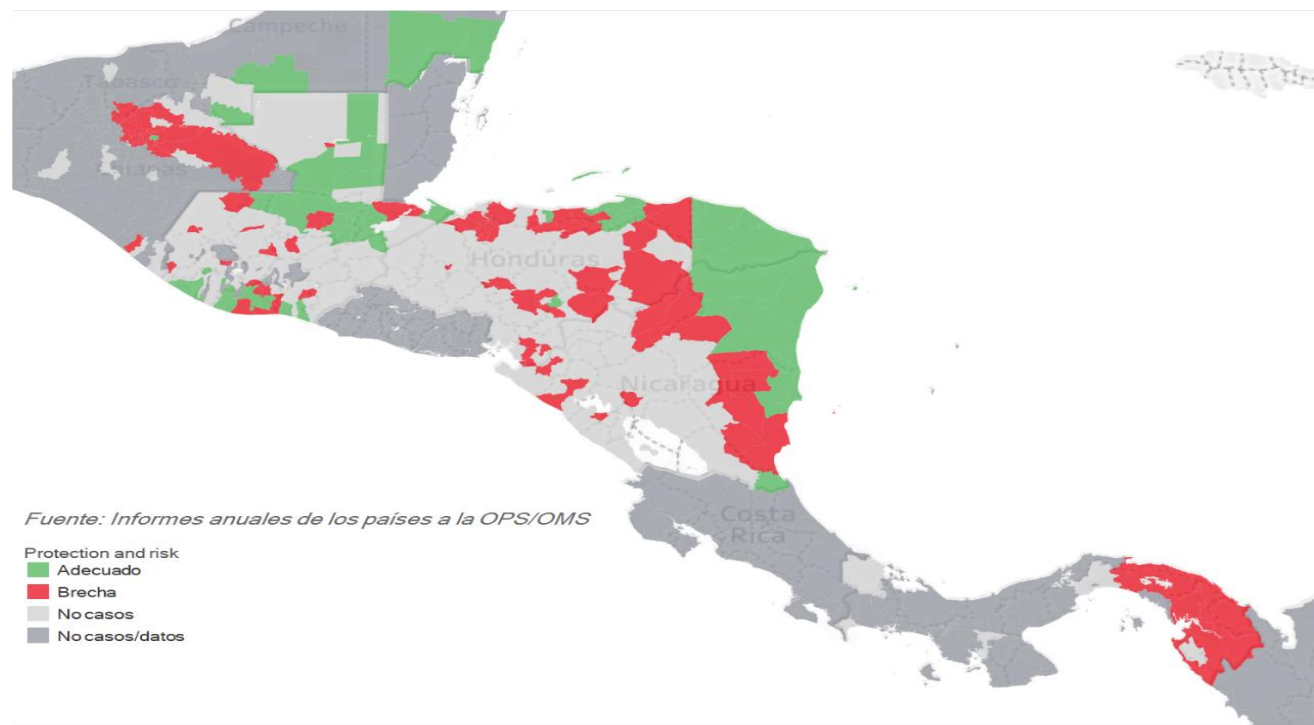 Campeche
Tabasco
Chiapas
Honduras
Nicaragua
Costa
Rica
Fuente: Informes anuales de los países a la OPS/OMS
Protection and risk
Adecuado
Brecha
No casos
No casos/datos